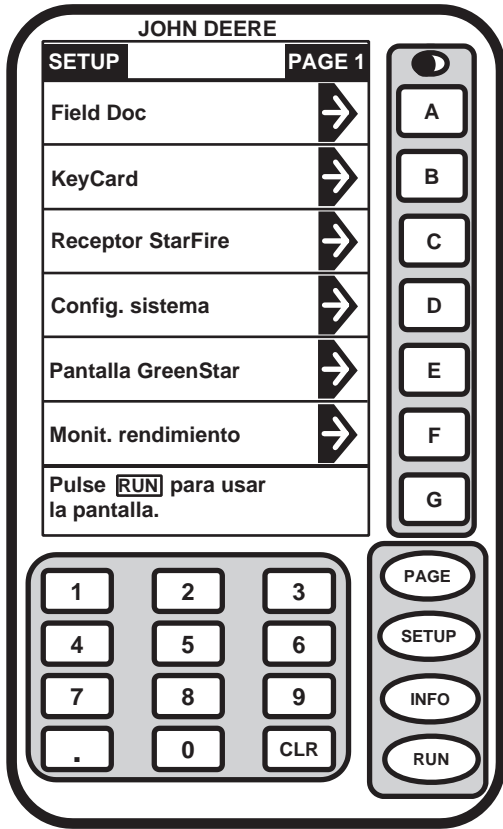 JOHN DEERE
SETUP PAGE 1
Field Doc
KeyCard
Receptor StarFire
Config. sistema
Pantalla GreenStar
Monit. rendimiento
Pulse RUN para usar
la pantalla.
A
B
C
D
E
F
G
PAGE
SETUP
INFO
RUN
1 2 3
4 5 6
7 8 9
. 0 CLR